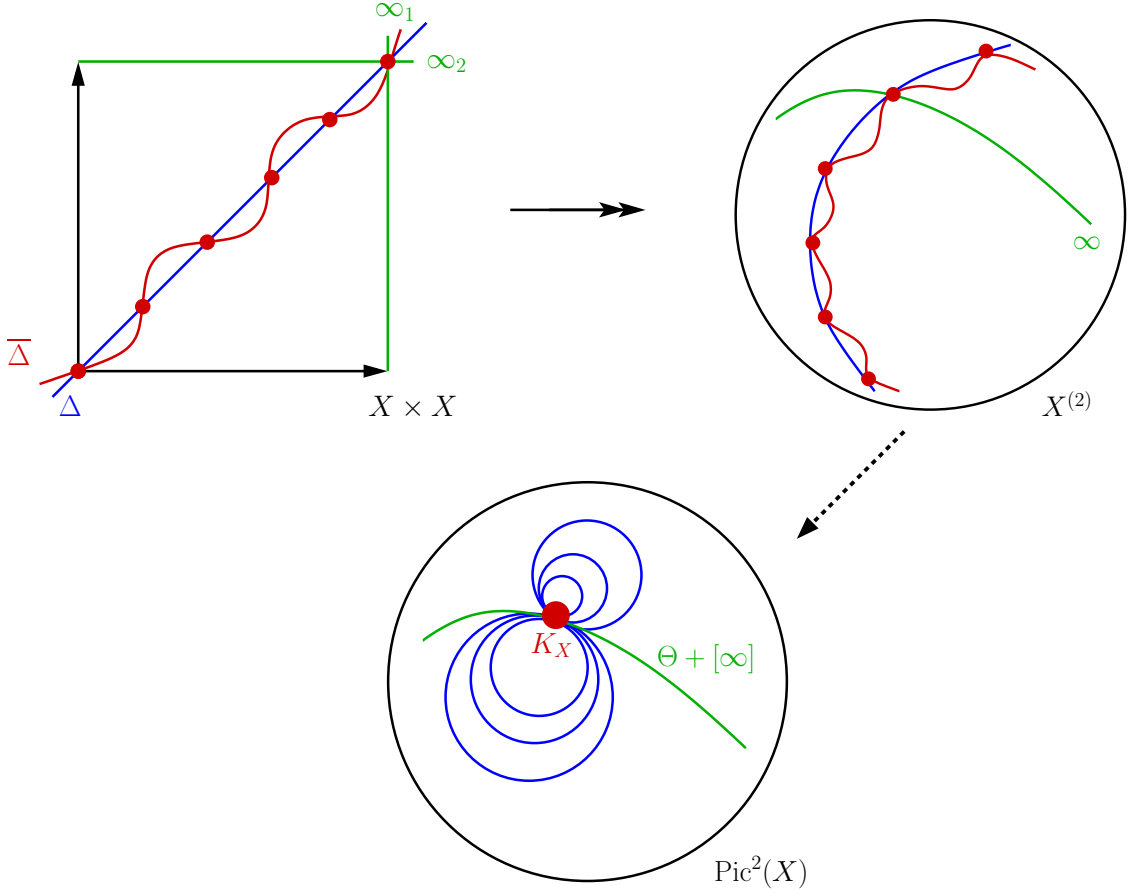 ∞₁
∞₂
Δ̅
Δ
X × X
∞
X⁽²⁾
K_X
Θ + [∞]
Pic²(X)